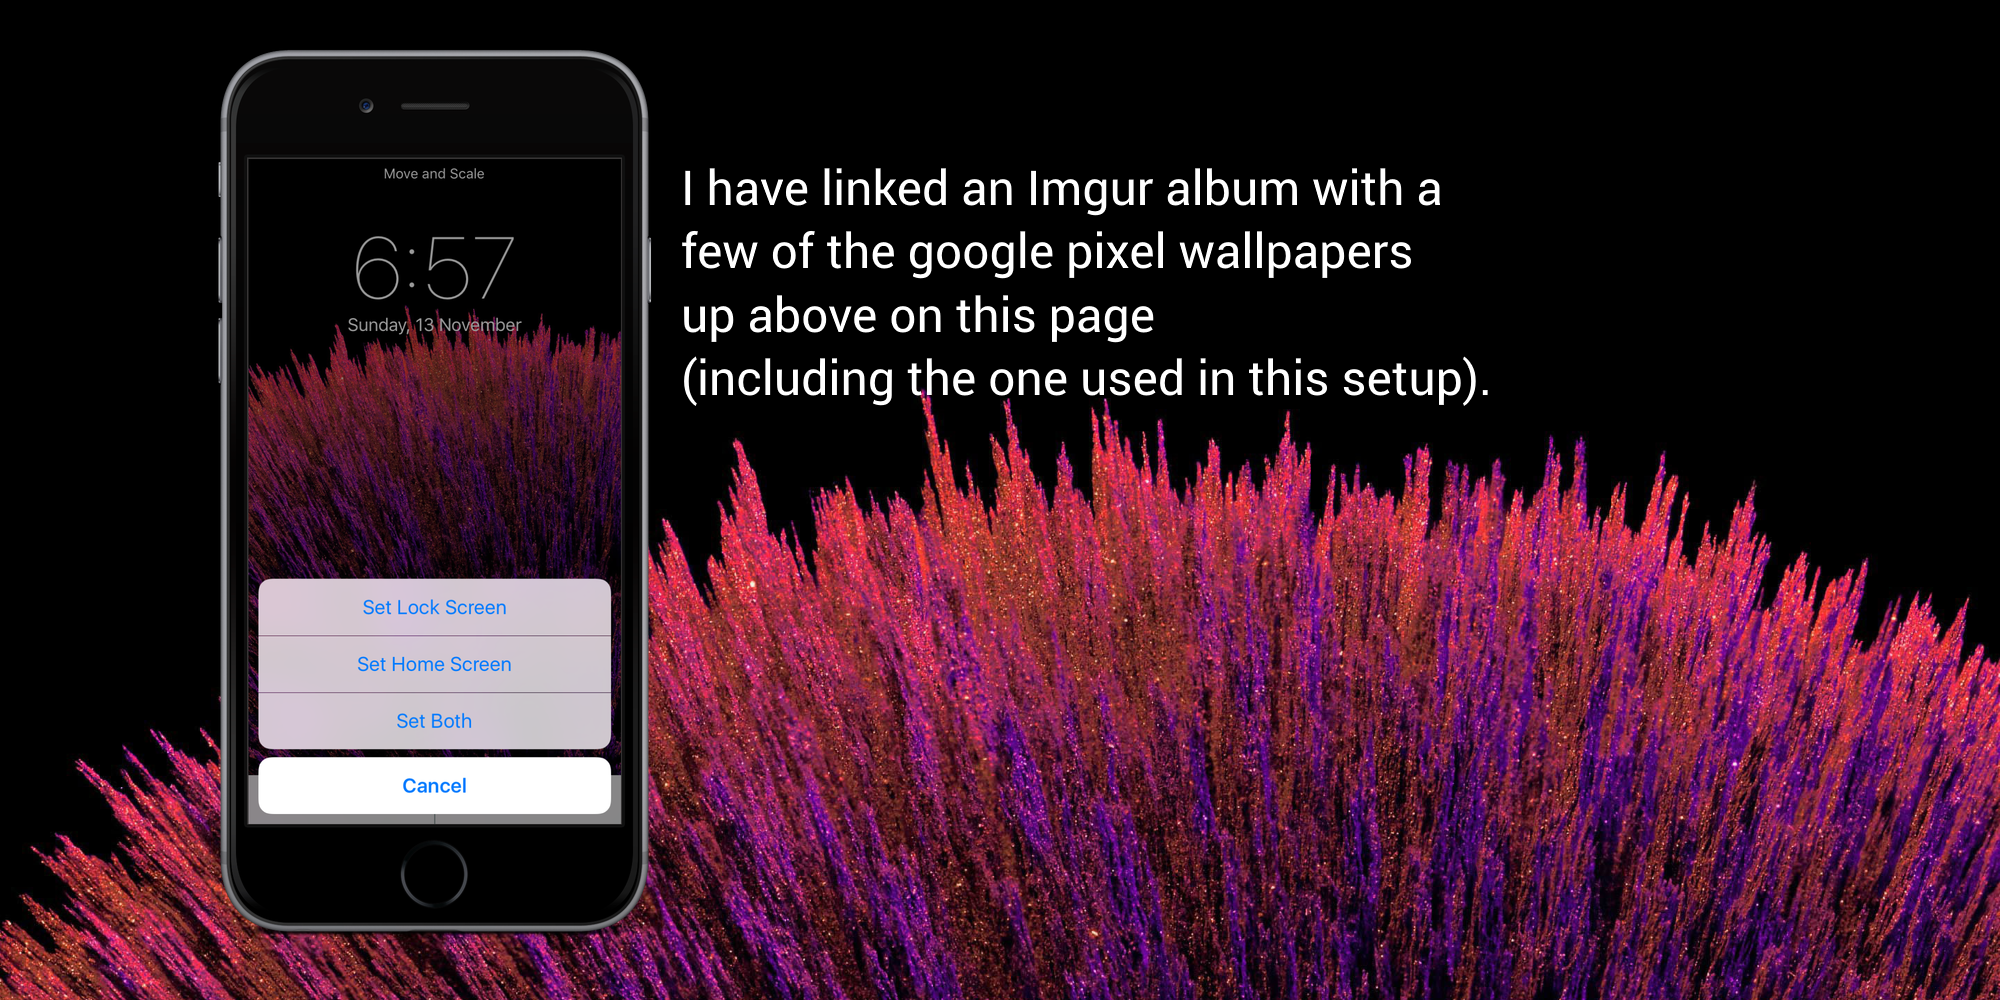 Move and Scale
6:57
Sunday, 13 November
Set Lock Screen
Set Home Screen
Set Both
Cancel
I have linked an Imgur album with a
few of the google pixel wallpapers
up above on this page
(including the one used in this setup).